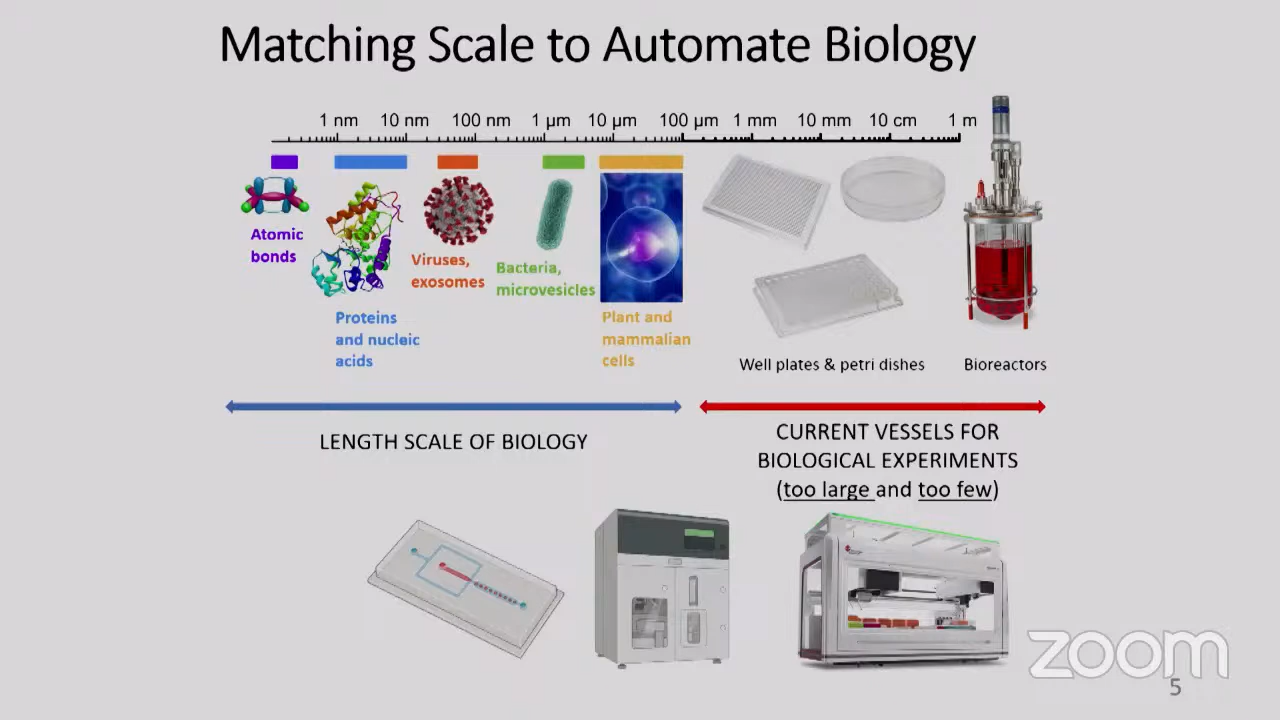 Matching Scale to Automate Biology
1 nm 10 nm 100 nm 1 µm 10 µm 100 µm 1 mm 10 mm 10 cm 1 m
Atomic
bonds
Proteins
and nucleic
acids
Viruses,
exosomes
Bacteria,
microvesicles
Plant and
mammalian
cells
Well plates & petri dishes
Bioreactors
LENGTH SCALE OF BIOLOGY
CURRENT VESSELS FOR
BIOLOGICAL EXPERIMENTS
(too large and too few)
zoom
5